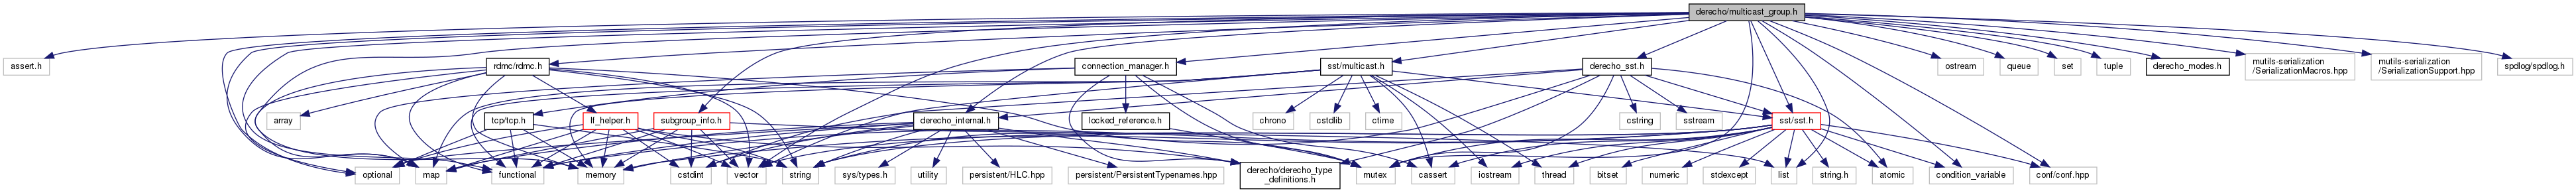 derecho/multicast_group.h
assert.h
rdmc/rdmc.h
connection_manager.h
sst/multicast.h
derecho_sst.h
ostream
queue
set
tuple
derecho_modes.h
mutils-serialization
/SerializationMacros.hpp
mutils-serialization
/SerializationSupport.hpp
spdlog/spdlog.h
array
tcp/tcp.h
lf_helper.h
subgroup_info.h
derecho_internal.h
locked_reference.h
chrono
cstdlib
ctime
cstring
sstream
sst/sst.h
optional
map
functional
memory
cstdint
vector
string
sys/types.h
utility
persistent/HLC.hpp
persistent/PersistentTypenames.hpp
derecho/derecho_type
_definitions.h
mutex
cassert
iostream
thread
bitset
numeric
stdexcept
list
string.h
atomic
condition_variable
conf/conf.hpp